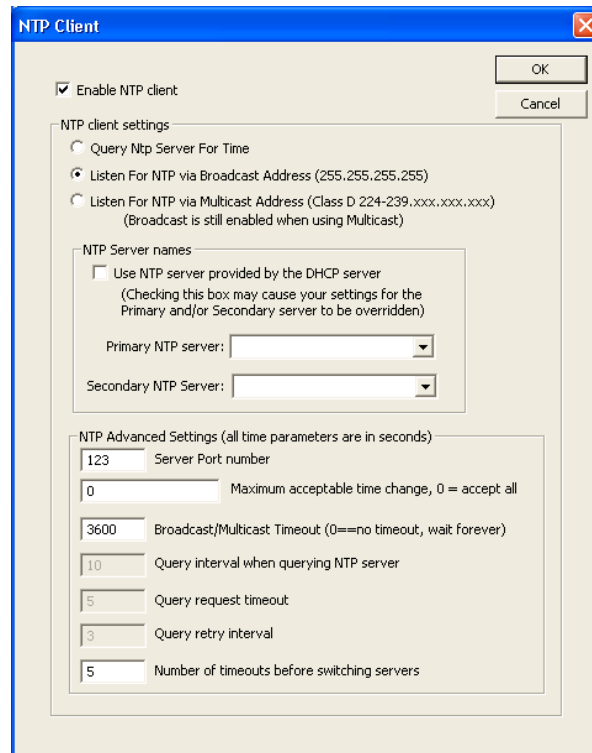 NTP Client
OK
Enable NTP client
Cancel
NTP client settings
Query Ntp Server For Time
Listen For NTP via Broadcast Address (255.255.255.255)
Listen For NTP via Multicast Address (Class D 224-239.xxx.xxx.xxx)
(Broadcast is still enabled when using Multicast)
NTP Server names
Use NTP server provided by the DHCP server
(Checking this box may cause your settings for the
Primary and/or Secondary server to be overridden)
Primary NTP server:
Secondary NTP Server:
NTP Advanced Settings (all time parameters are in seconds)
123 Server Port number
0 Maximum acceptable time change, 0 = accept all
3600 Broadcast/Multicast Timeout (0==no timeout, wait forever)
10 Query interval when querying NTP server
5 Query request timeout
3 Query retry interval
5 Number of timeouts before switching servers